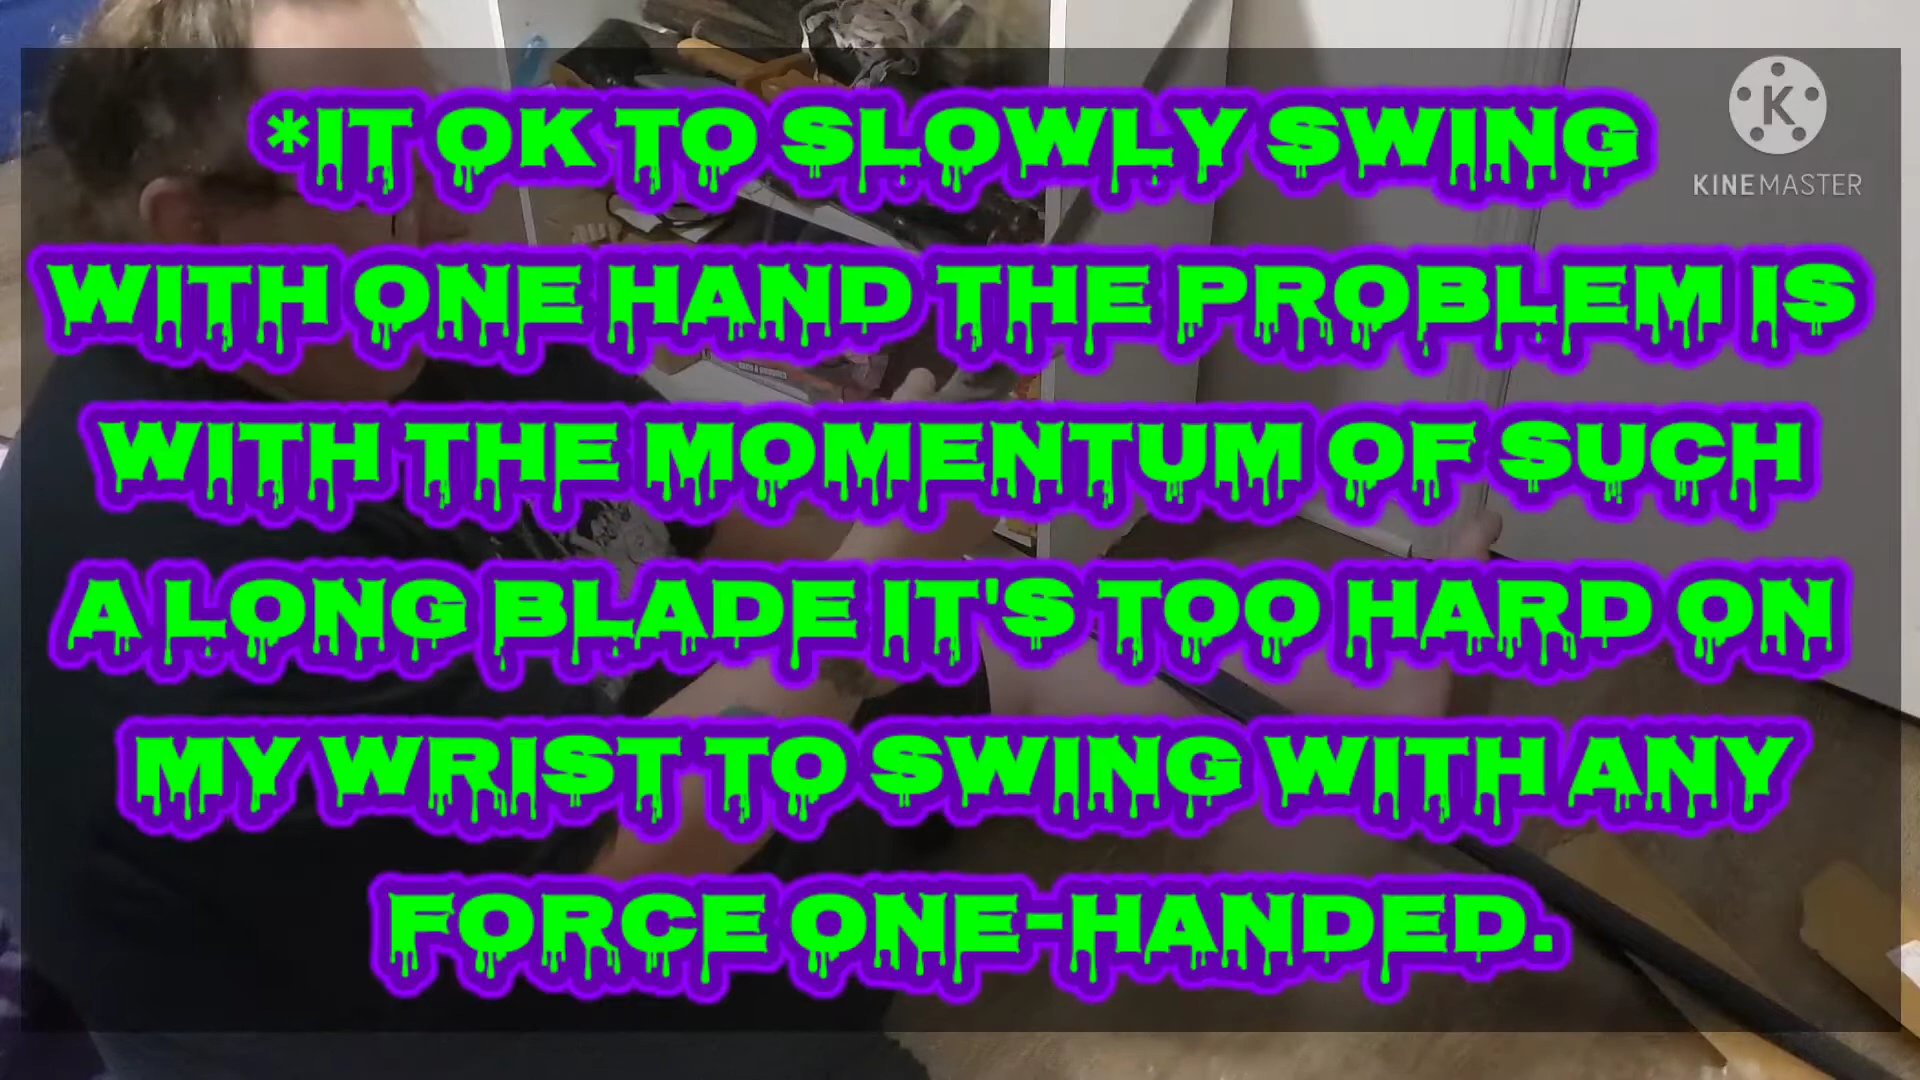 *IT OK TO SLOWLY SWING
WITH ONE HAND THE PROBLEM IS
WITH THE MOMENTUM OF SUCH
A LONG BLADE IT'S TOO HARD ON
MY WRIST TO SWING WITH ANY
FORCE ONE-HANDED.
K
KINEMASTER